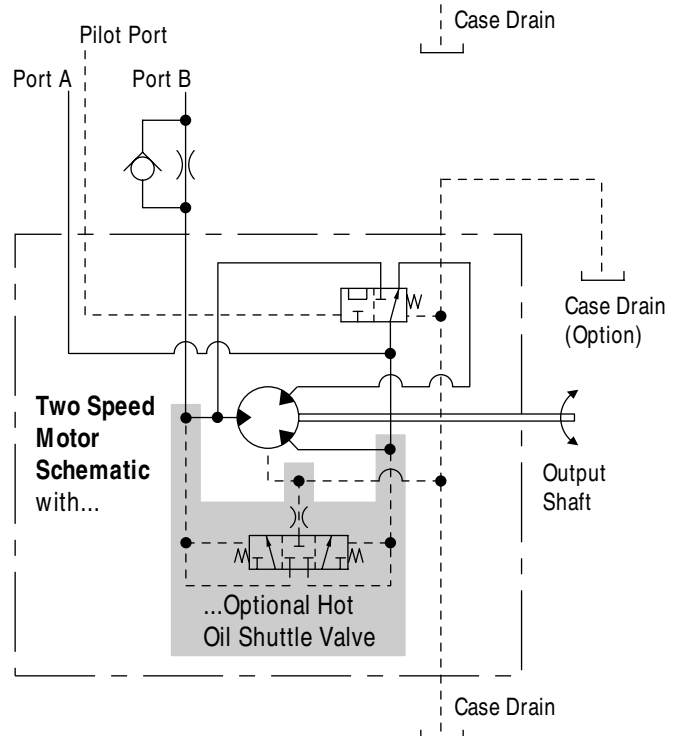 Case Drain
Pilot Port
Port A
Port B
Case Drain
(Option)
Two Speed
Motor
Schematic
with...
Output
Shaft
...Optional Hot
Oil Shuttle Valve
Case Drain